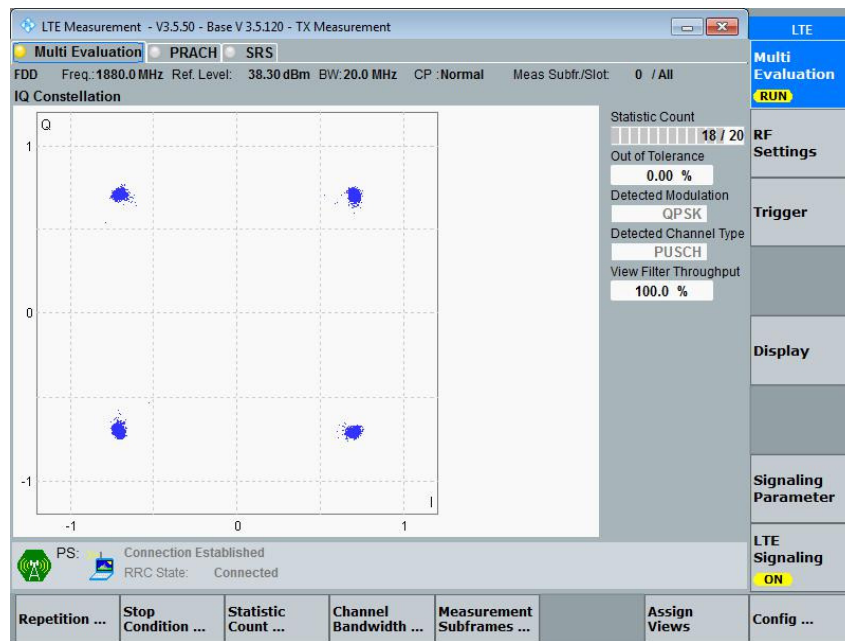 LTE Measurement - V3.5.50 - Base V 3.5.120 - TX Measurement
LTE
Multi Evaluation PRACH SRS
Multi
Evaluation
RUN
FDD Freq.: 1880.0 MHz Ref. Level: 38.30 dBm BW: 20.0 MHz CP : Normal Meas Subfr./Slot: 0 / All
IQ Constellation
Q
1
0
-1
I
-1 0 1
Statistic Count
18 / 20
Out of Tolerance
0.00 %
Detected Modulation
QPSK
Detected Channel Type
PUSCH
View Filter Throughput
100.0 %
RF
Settings
Trigger
Display
Signaling
Parameter
LTE
Signaling
ON
PS: Connection Established
RRC State: Connected
Repetition ...
Stop
Condition ...
Statistic
Count ...
Channel
Bandwidth ...
Measurement
Subframes ...
Assign
Views
Config ...